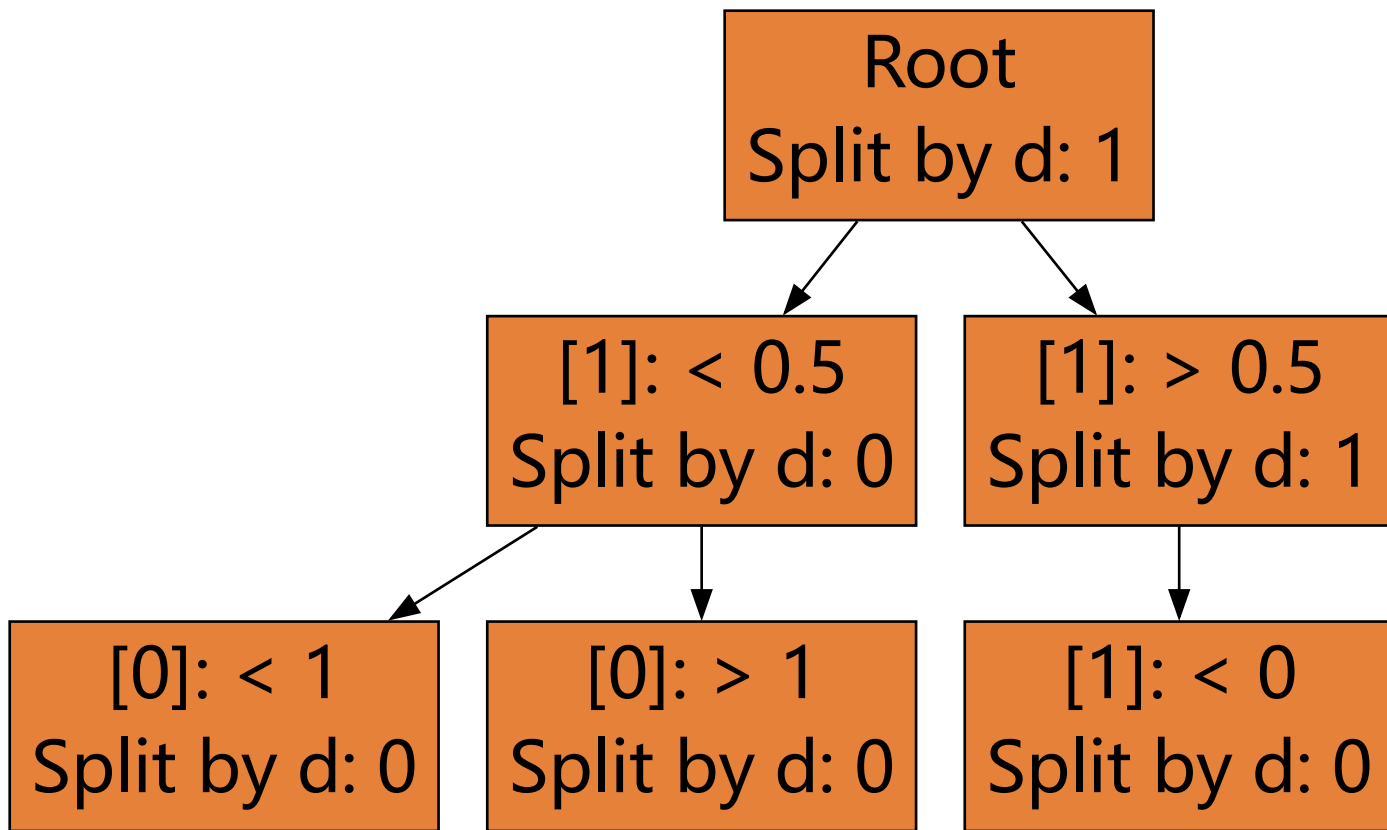 Root
Split by d: 1
[1]: < 0.5
Split by d: 0
[1]: > 0.5
Split by d: 1
[0]: < 1
Split by d: 0
[0]: > 1
Split by d: 0
[1]: < 0
Split by d: 0